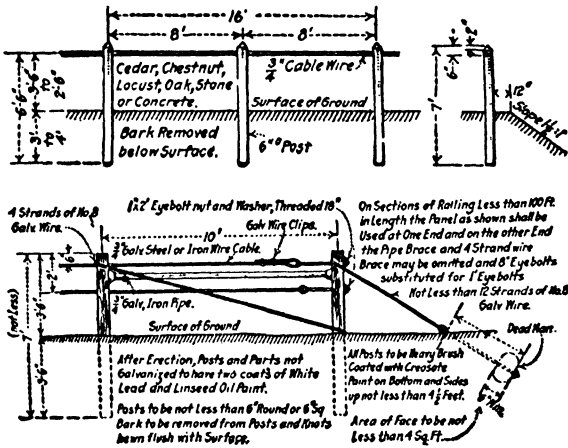 16'
8'
8'
Cedar, Chestnut,
Locust, Oak, Stone
or Concrete.
3/4" Cable Wire
Surface of Ground
Bark Removed
below Surface.
6" Post
3'-6"
to
2'-6"
3'
to
4'
7'
2"
6"
12"
4 Strands of No.8
Galv. Wire.
1"x2' Eyebolt nut and Washer, Threaded 18"
10'
Galv Wire Clips.
3/4" Galv Steel or Iron Wire Cable.
3/4" Galv, Iron Pipe.
Surface of Ground
6"
2'
(not Less)
7'
3'-6"
3'-6"
On Sections of Railing Less than 100 Ft.
in Length the Panel as shown shall be
Used at One End and on the other End
the Pipe Brace and 4 Strand wire
Brace may be omitted and 8" Eyebolts
substituted for 1' Eyebolts
Not Less than 12 Strands of No.8
Galv. Wire.
Dead Man.
After Erection, Posts and Parts not
Galvanized to have two coats of White
Lead and Linseed Oil Paint.
Posts to be not Less than 6" Round or 6" Sq
Bark to be removed from Posts and Knots
hewn flush with Surface.
All Posts to be Heavy Brush
Coated with Creosote
Paint on Bottom and Sides
up not less than 4 1/2 Feet.
Area of Face to be not
Less than 4 Sq. Ft.